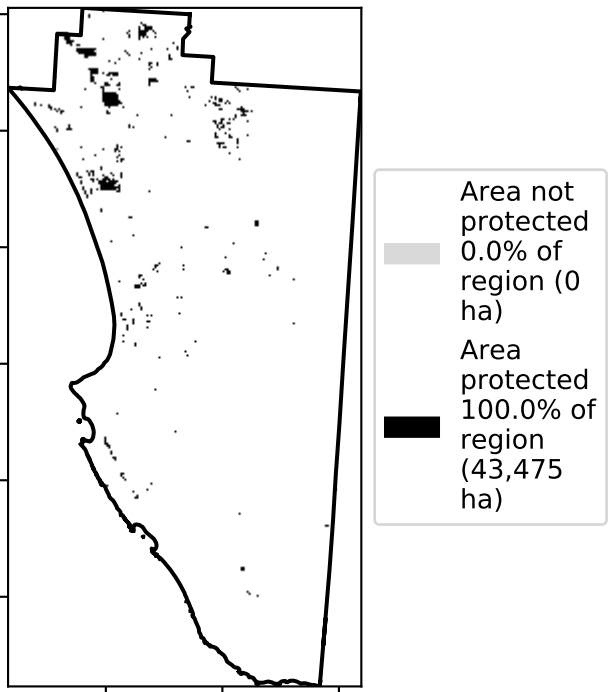 Area not
protected
0.0% of
region (0
ha)
Area
protected
100.0% of
region
(43,475
ha)